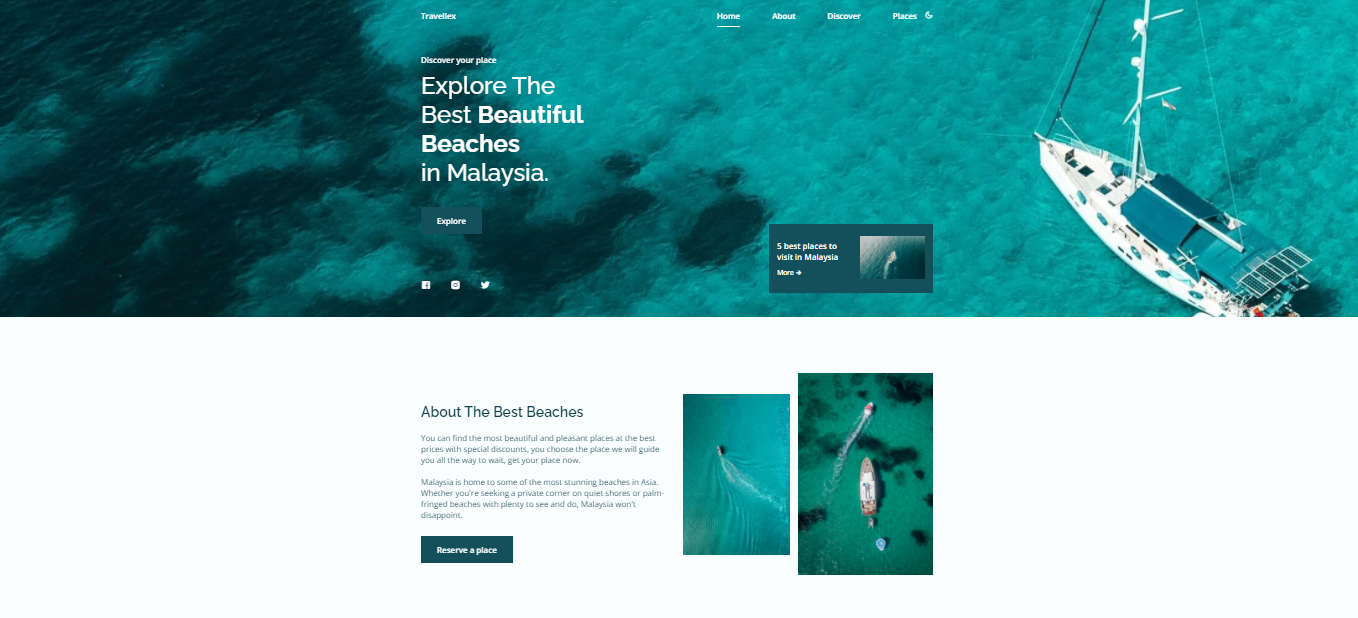 Travellex
Home About Discover Places
Discover your place
Explore The
Best Beautiful
Beaches
in Malaysia.
Explore
5 best places to
visit in Malaysia
More →
About The Best Beaches
You can find the most beautiful and pleasant places at the best
prices with special discounts, you choose the place we will guide
you all the way to wait, get your place now.
Malaysia is home to some of the most stunning beaches in Asia.
Whether you're seeking a private corner on quiet shores or palm-
fringed beaches with plenty to see and do, Malaysia won't
disappoint.
Reserve a place